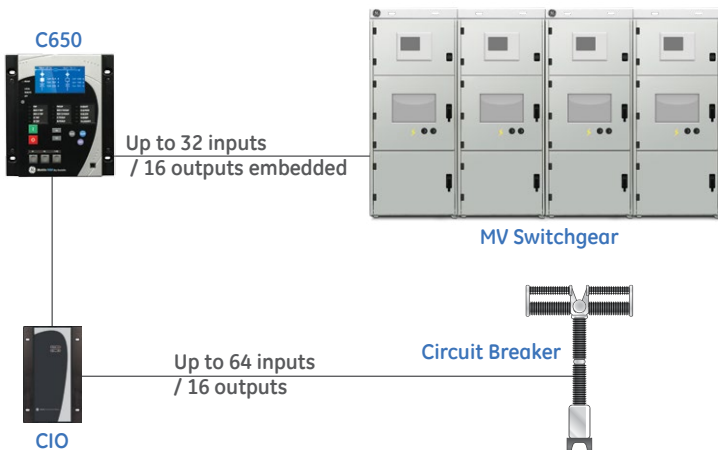 C650
Up to 32 inputs
/ 16 outputs embedded
MV Switchgear
Up to 64 inputs
/ 16 outputs
Circuit Breaker
CIO